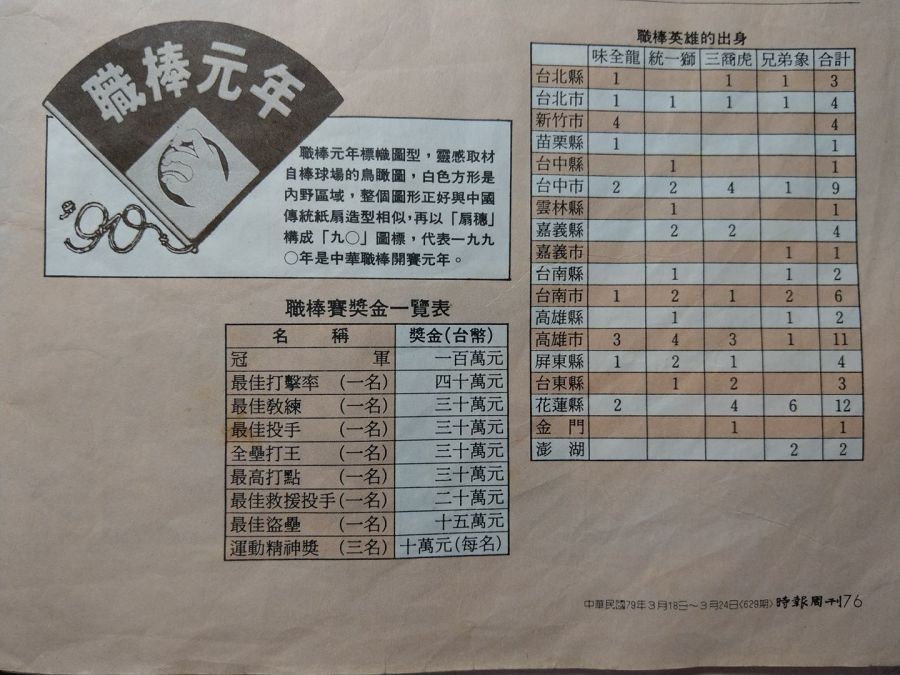 職棒元年
'90
職棒元年標幟圖型，靈感取材
自棒球場的鳥瞰圖，白色方形是
內野區域，整個圖形正好與中國
傳統紙扇造型相似，再以「扇穗」
構成「九〇」圖標，代表一九九
〇年是中華職棒開賽元年。
職棒賽獎金一覽表
名稱 獎金(台幣)
冠軍 一百萬元
最佳打擊率(一名) 四十萬元
最佳教練(一名) 三十萬元
最佳投手(一名) 三十萬元
全壘打王(一名) 三十萬元
最高打點(一名) 三十萬元
最佳救援投手(一名) 二十萬元
最佳盜壘(一名) 十五萬元
運動精神獎(三名) 十萬元(每名)
職棒英雄的出身
味全龍 統一獅 三商虎 兄弟象 合計
台北縣 1 1 1 3
台北市 1 1 1 1 4
新竹市 4 4
苗栗縣 1 1
台中縣 1 1
台中市 2 2 4 1 9
雲林縣 1 1
嘉義縣 2 2 4
嘉義市 1 1
台南縣 1 1 2
台南市 1 2 1 2 6
高雄縣 1 1 2
高雄市 3 4 3 1 11
屏東縣 1 2 1 4
台東縣 1 2 3
花蓮縣 2 4 6 12
金門 1 1
澎湖 2 2
中華民國79年3月18日～3月24日(629期) 時報周刊76